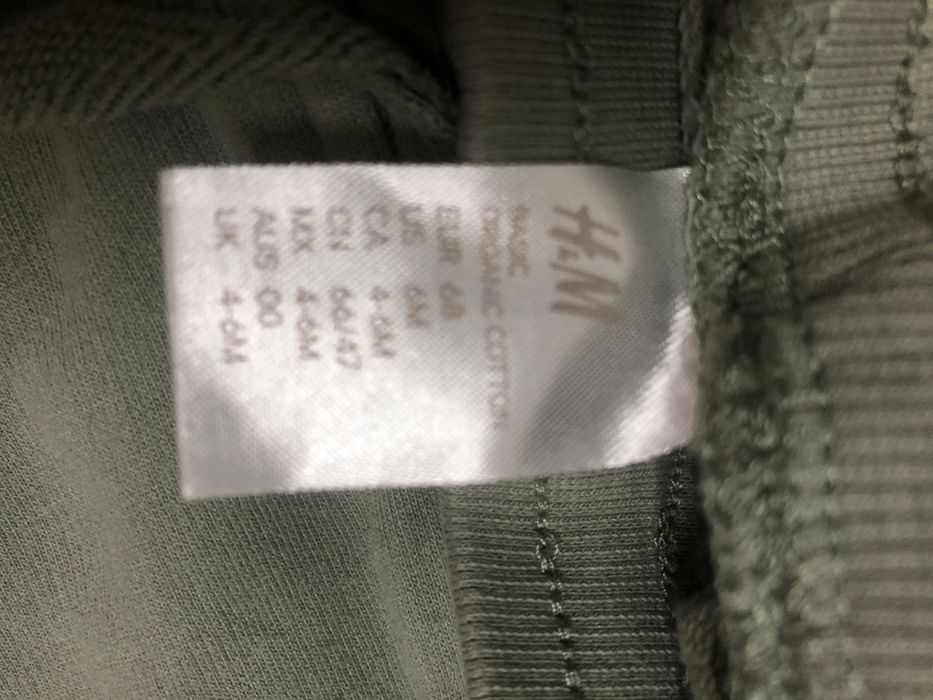 H&M
BASIC
ORGANIC COTTON
EUR 68
US 6M
CA 4-6M
CN 66/47
MX 4-6M
AUS 00
UK 4-6M